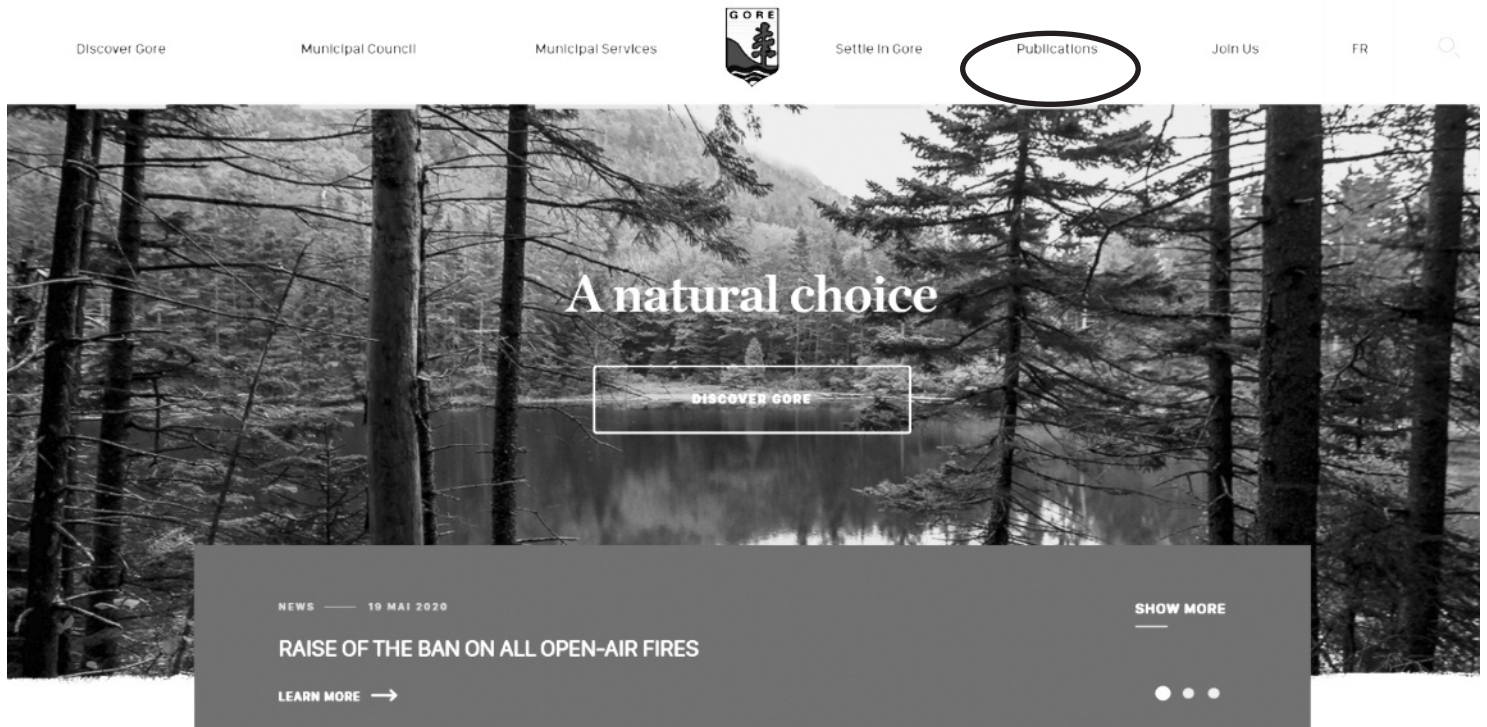 Discover Gore
Municipal Council
Municipal Services
GORE
Settle in Gore
Publications
Join Us
FR
A natural choice
DISCOVER GORE
NEWS — 19 MAI 2020
SHOW MORE
RAISE OF THE BAN ON ALL OPEN-AIR FIRES
LEARN MORE →